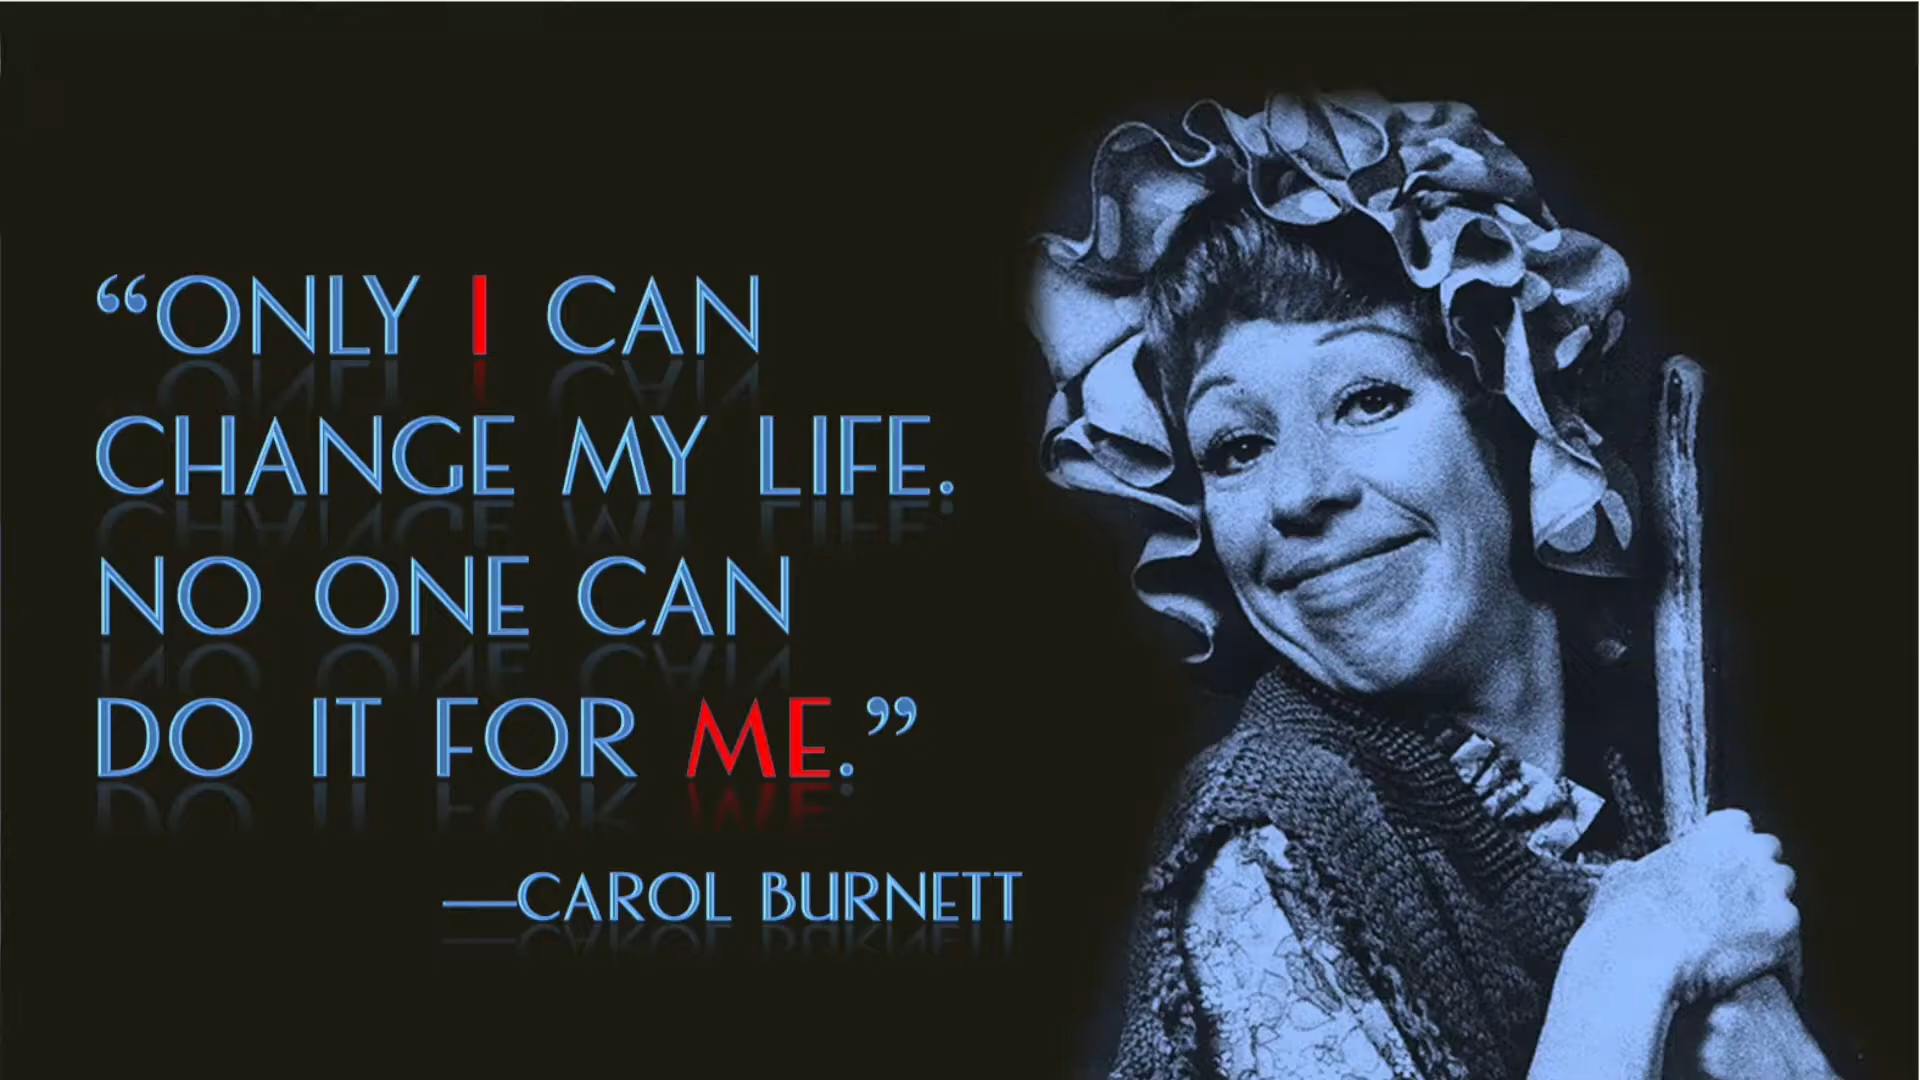 “ONLY I CAN
CHANGE MY LIFE.
NO ONE CAN
DO IT FOR ME.”
—CAROL BURNETT